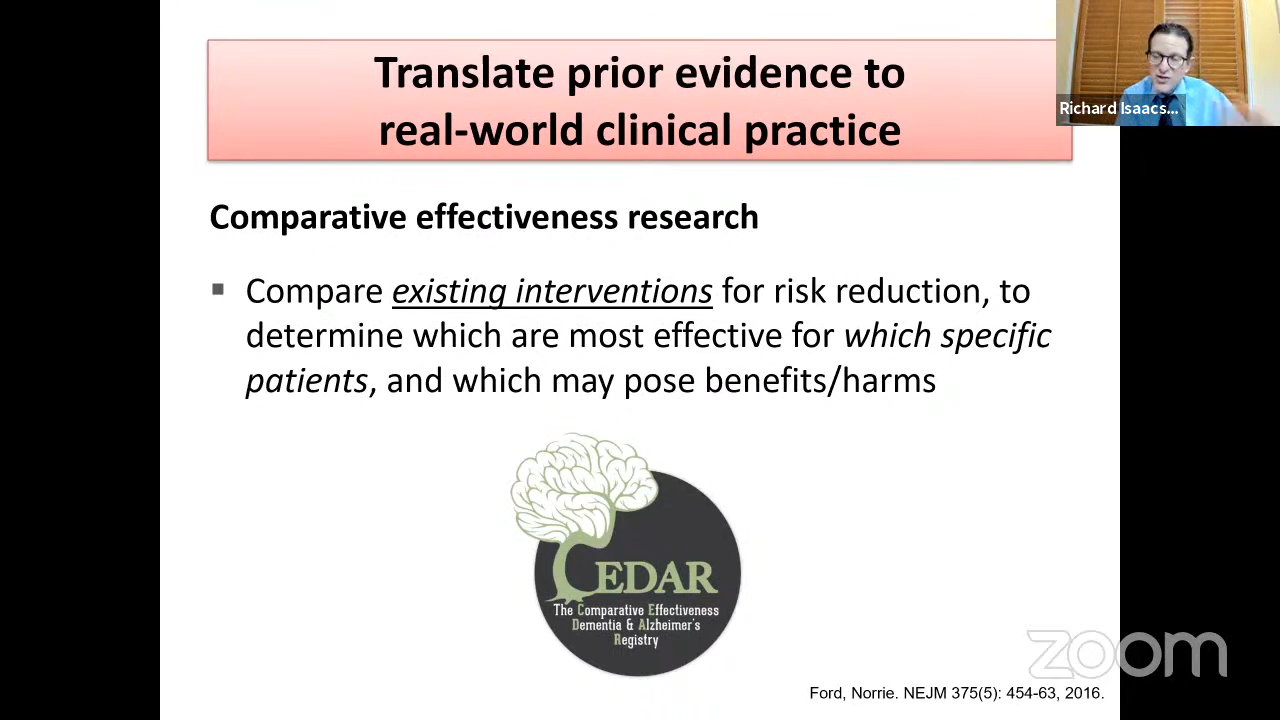 Translate prior evidence to
real-world clinical practice
Richard Isaacs...
Comparative effectiveness research
▪ Compare existing interventions for risk reduction, to
determine which are most effective for which specific
patients, and which may pose benefits/harms
CEDAR
The Comparative Effectiveness
Dementia & Alzheimer's
Registry
zoom
Ford, Norrie. NEJM 375(5): 454-63, 2016.